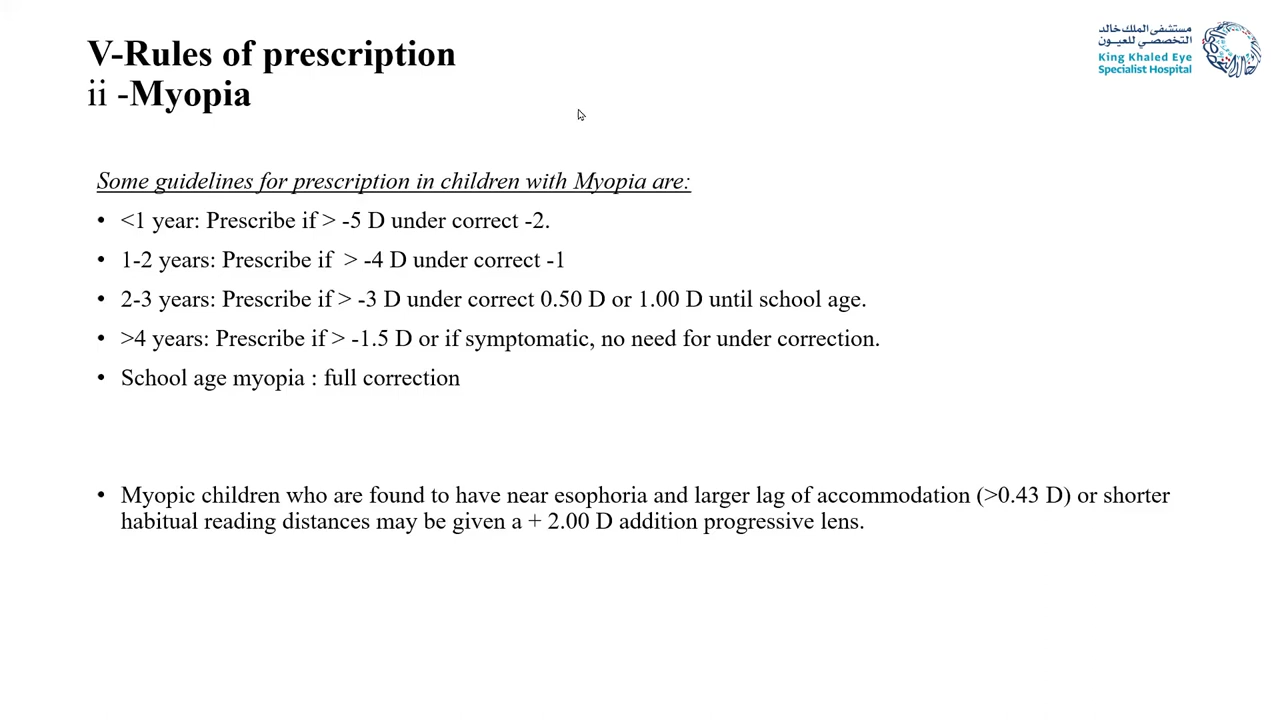 V-Rules of prescription
ii -Myopia
مستشفى الملك خالد
التخصصي للعيون
King Khaled Eye
Specialist Hospital
Some guidelines for prescription in children with Myopia are:
• <1 year: Prescribe if > -5 D under correct -2.
• 1-2 years: Prescribe if  > -4 D under correct -1
• 2-3 years: Prescribe if > -3 D under correct 0.50 D or 1.00 D until school age.
• >4 years: Prescribe if > -1.5 D or if symptomatic, no need for under correction.
• School age myopia : full correction
• Myopic children who are found to have near esophoria and larger lag of accommodation (>0.43 D) or shorter
habitual reading distances may be given a + 2.00 D addition progressive lens.